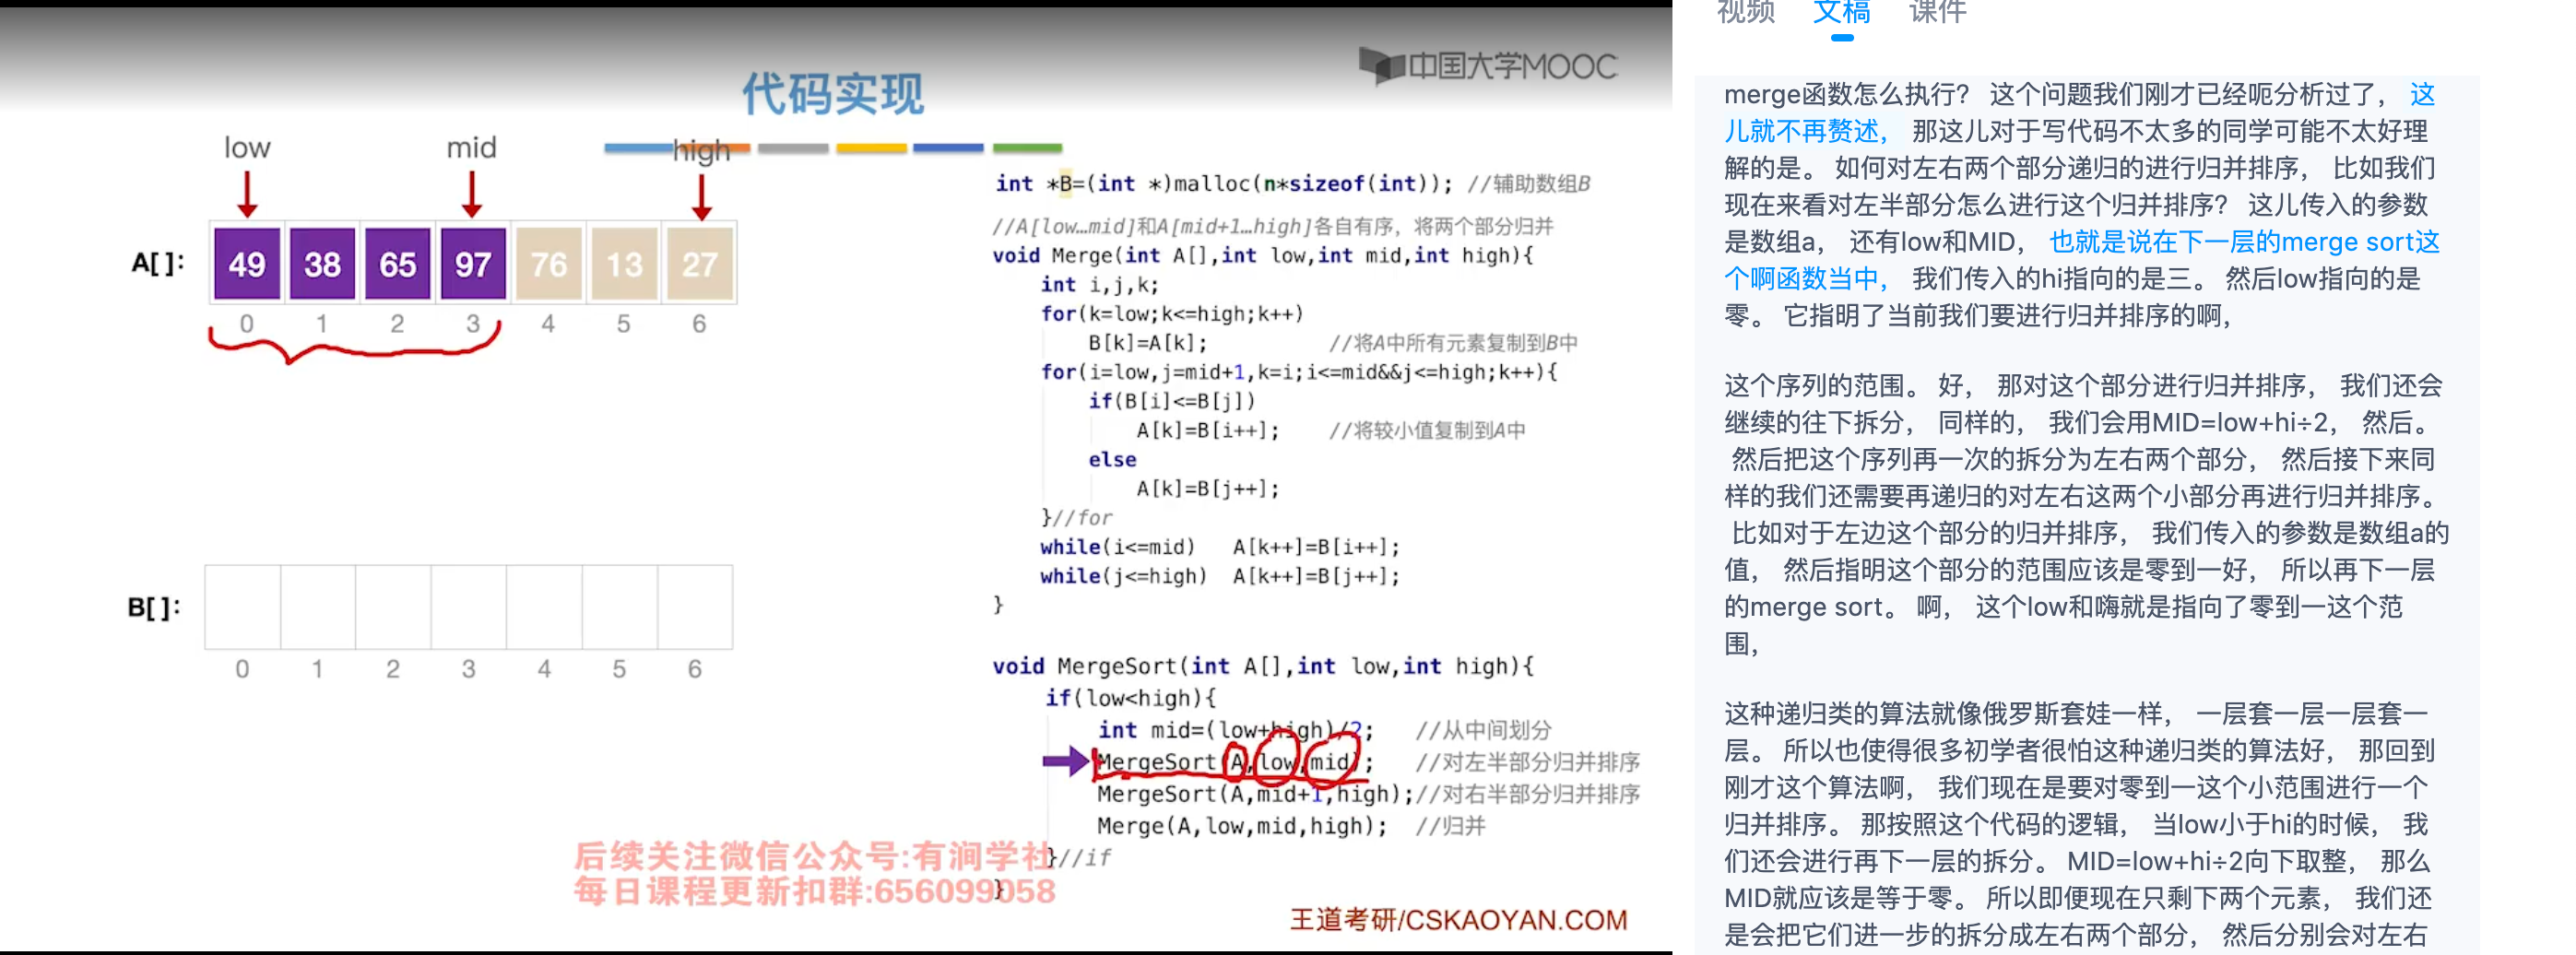 中国大学MOOC
代码实现
low
mid
high
A[]:
49 38 65 97 76 13 27
0 1 2 3 4 5 6
B[]:
0 1 2 3 4 5 6
int *B=(int *)malloc(n*sizeof(int)); //辅助数组B
//A[low…mid]和A[mid+1…high]各自有序，将两个部分归并
void Merge(int A[],int low,int mid,int high){
int i,j,k;
for(k=low;k<=high;k++)
B[k]=A[k]; //将A中所有元素复制到B中
for(i=low,j=mid+1,k=i;i<=mid&&j<=high;k++){
if(B[i]<=B[j])
A[k]=B[i++]; //将较小值复制到A中
else
A[k]=B[j++];
}//for
while(i<=mid) A[k++]=B[i++];
while(j<=high) A[k++]=B[j++];
}
void MergeSort(int A[],int low,int high){
if(low<high){
int mid=(low+high)/2; //从中间划分
MergeSort(A,low,mid); //对左半部分归并排序
MergeSort(A,mid+1,high);//对右半部分归并排序
Merge(A,low,mid,high); //归并
}//if
}
后续关注微信公众号:有涧学社
每日课程更新扣群:656099058
王道考研/CSKAOYAN.COM
视频 文稿 课件
merge函数怎么执行？ 这个问题我们刚才已经呃分析过了， 这
儿就不再赘述， 那这儿对于写代码不太多的同学可能不太好理
解的是。 如何对左右两个部分递归的进行归并排序， 比如我们
现在来看对左半部分怎么进行这个归并排序？ 这儿传入的参数
是数组a， 还有low和MID， 也就是说在下一层的merge sort这
个啊函数当中， 我们传入的hi指向的是三。 然后low指向的是
零。 它指明了当前我们要进行归并排序的啊，
这个序列的范围。 好， 那对这个部分进行归并排序， 我们还会
继续的往下拆分， 同样的， 我们会用MID=low+hi÷2， 然后。
然后把这个序列再一次的拆分为左右两个部分， 然后接下来同
样的我们还需要再递归的对左右这两个小部分再进行归并排序。
比如对于左边这个部分的归并排序， 我们传入的参数是数组a的
值， 然后指明这个部分的范围应该是零到一好， 所以再下一层
的merge sort。 啊， 这个low和嗨就是指向了零到一这个范
围，
这种递归类的算法就像俄罗斯套娃一样， 一层套一层一层套一
层。 所以也使得很多初学者很怕这种递归类的算法好， 那回到
刚才这个算法啊， 我们现在是要对零到一这个小范围进行一个
归并排序。 那按照这个代码的逻辑， 当low小于hi的时候， 我
们还会进行再下一层的拆分。 MID=low+hi÷2向下取整， 那么
MID就应该是等于零。 所以即便现在只剩下两个元素， 我们还
是会把它们进一步的拆分成左右两个部分， 然后分别会对左右